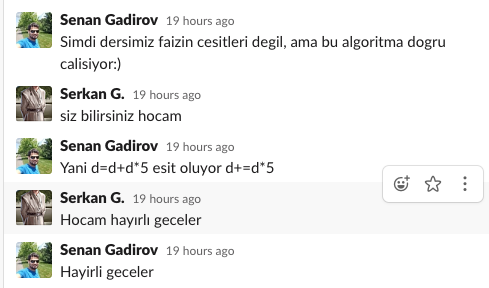 Senan Gadirov 19 hours ago
Simdi dersimiz faizin cesitleri degil, ama bu algoritma dogru
calisiyor:)
Serkan G. 19 hours ago
siz bilirsiniz hocam
Senan Gadirov 19 hours ago
Yani d=d+d*5 esit oluyor d+=d*5
Serkan G. 19 hours ago
Hocam hayırlı geceler
Senan Gadirov 19 hours ago
Hayirli geceler